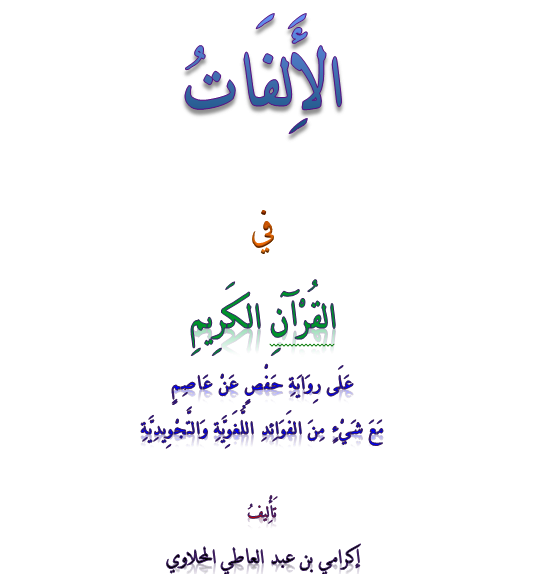 الأَلِفَاتُ
في
القُرْآنِ الكَرِيمِ
عَلَى رِوَايَةِ حَفْصٍ عَنْ عَاصِمٍ
مَعَ شَيْءٍ مِنَ الفَوَائِدِ اللُّغَوِيَّةِ وَالتَّجْوِيدِيَّةِ
تَأْلِيفُ
إكرامي بن عبد العاطي المحلاوي